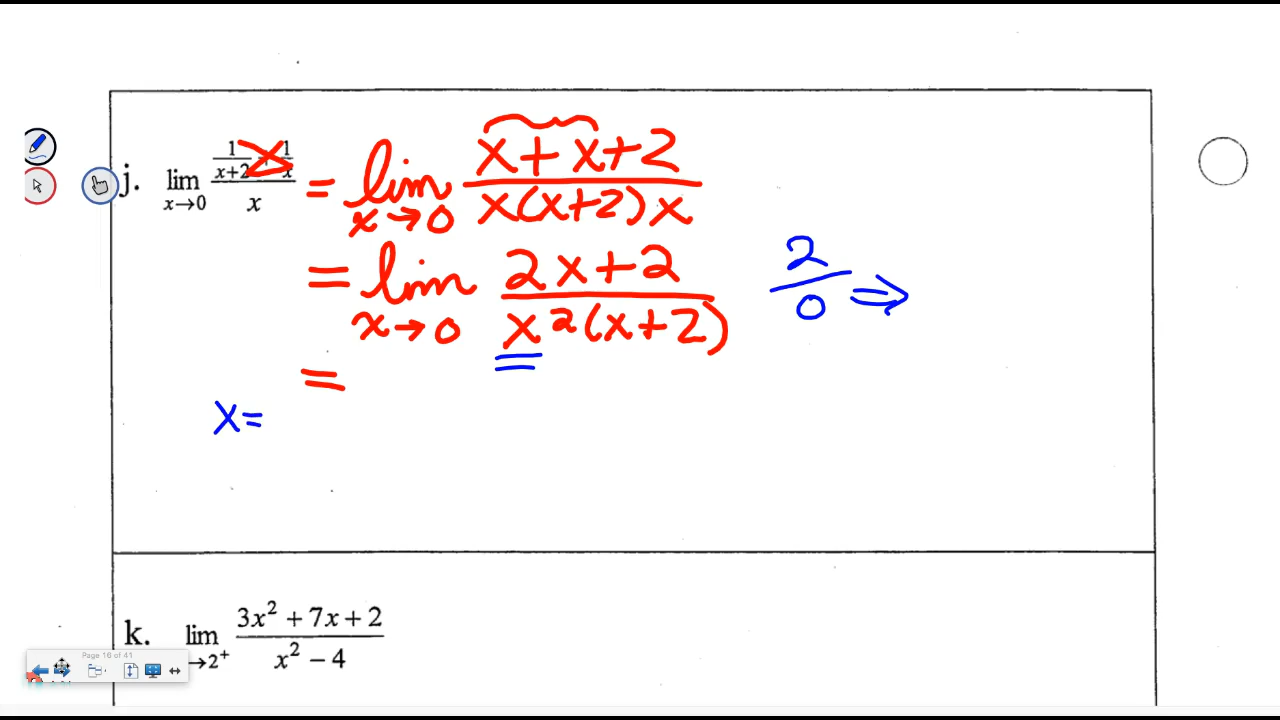 j. lim x→0 (1/(x+2) + 1/x)/x = lim x→0 (x+x+2)/(x(x+2)x)
= lim x→0 (2x+2)/(x²(x+2)) 2/0 ⇒
=
x=
k. lim →2⁺ (3x²+7x+2)/(x²−4)
Page 16 of 41